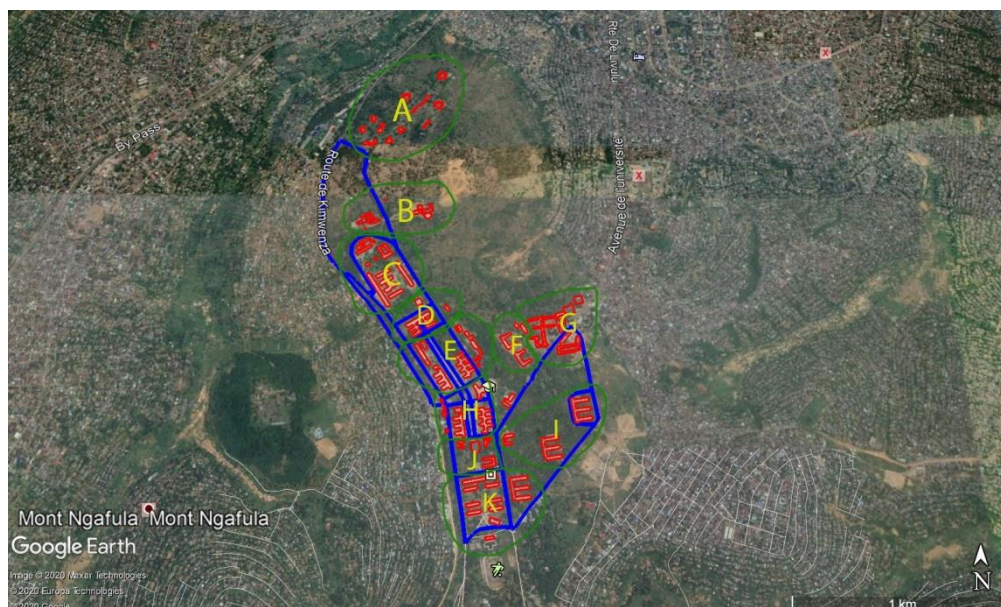 Rte De Livulu
X
By Pass
Route de Kimwenza
Avenue de l'université
X
A
B
C
D
E
F
G
H
I
J
K
Mont Ngafula Mont Ngafula
Google Earth
Image © 2020 Maxar Technologies
© 2020 Europa Technologies
© 2020 Google
1 km
N